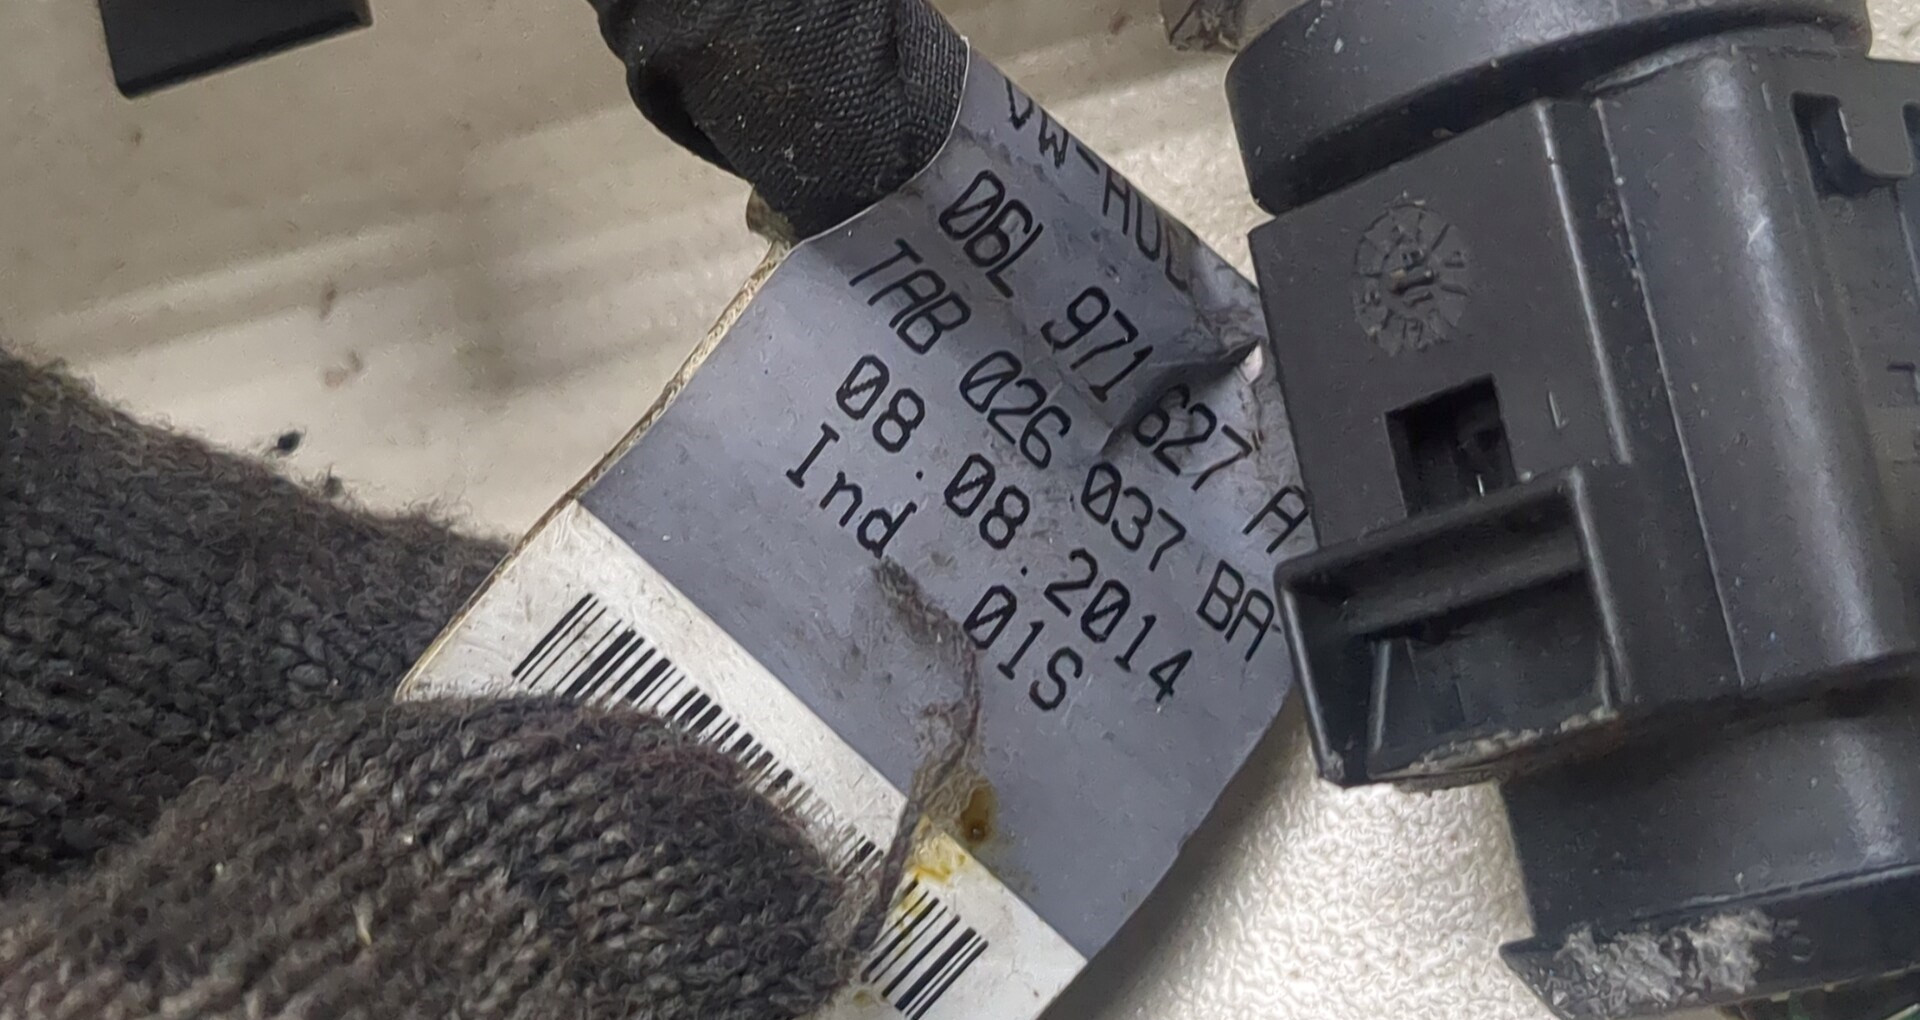 06L 971 627 A
TAB 026 037 BA
08.08.2014
Ind 01S